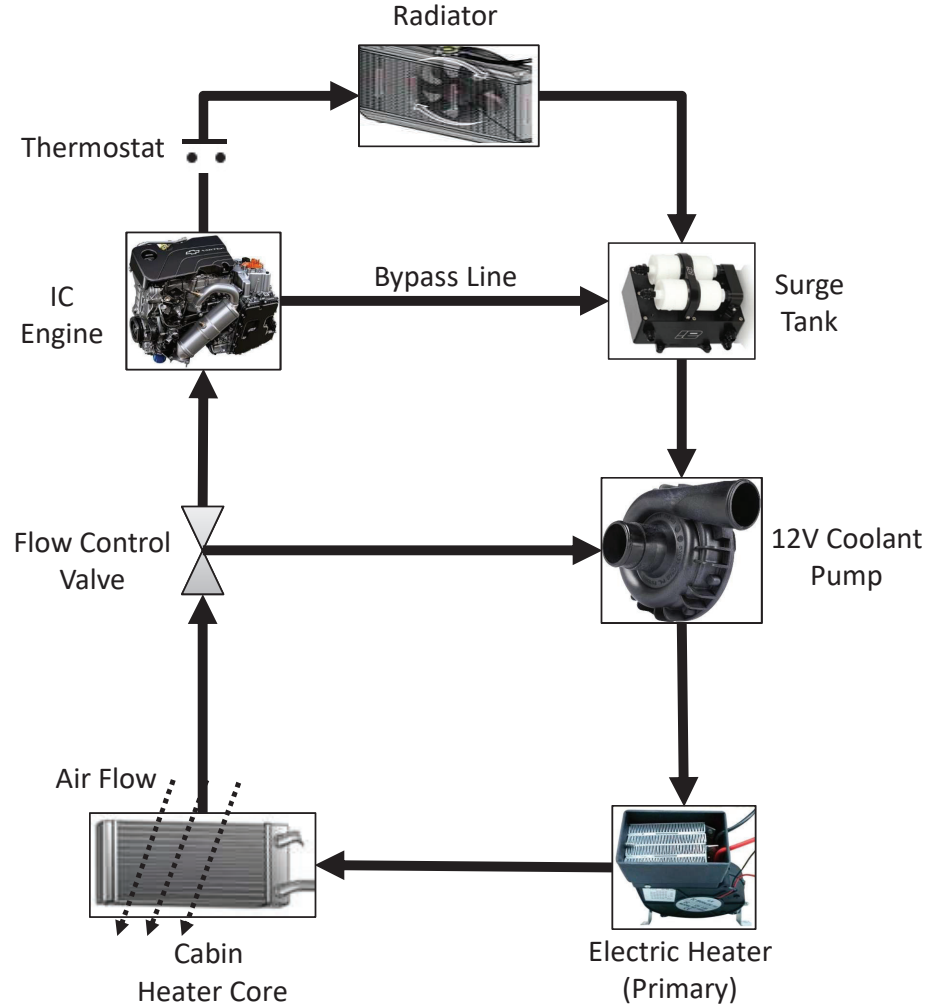 Radiator
Thermostat
IC
Engine
Bypass Line
Surge
Tank
Flow Control
Valve
12V Coolant
Pump
Air Flow
Cabin
Heater Core
Electric Heater
(Primary)